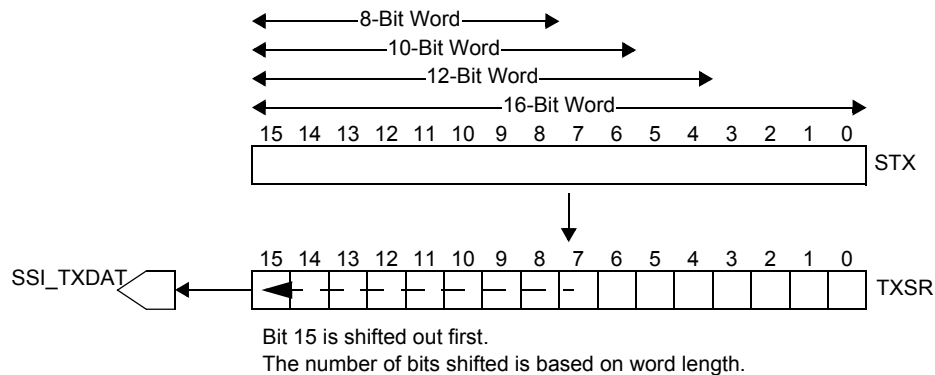 8-Bit Word
10-Bit Word
12-Bit Word
16-Bit Word
15 14 13 12 11 10 9 8 7 6 5 4 3 2 1 0
STX
15 14 13 12 11 10 9 8 7 6 5 4 3 2 1 0
SSI_TXDAT
TXSR
Bit 15 is shifted out first.
The number of bits shifted is based on word length.